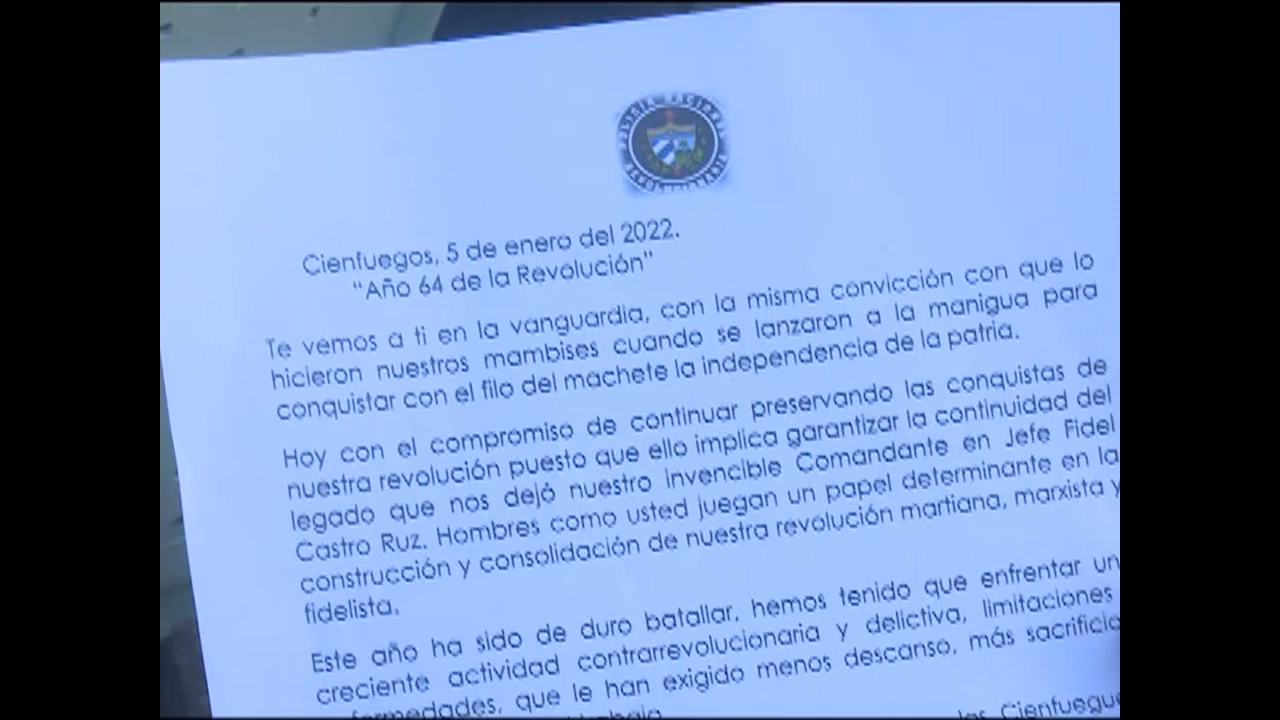 POLICIA NACIONAL REVOLUCIONARIA
Cienfuegos, 5 de enero del 2022.
"Año 64 de la Revolución"
Te vemos a ti en la vanguardia, con la misma convicción con que lo
hicieron nuestros mambises cuando se lanzaron a la manigua para
conquistar con el filo del machete la independencia de la patria.
Hoy con el compromiso de continuar preservando las conquistas de
nuestra revolución puesto que ello implica garantizar la continuidad del
legado que nos dejó nuestro invencible Comandante en Jefe Fidel
Castro Ruz. Hombres como usted juegan un papel determinante en la
construcción y consolidación de nuestra revolución martiana, marxista y
fidelista.
Este año ha sido de duro batallar, hemos tenido que enfrentar un
creciente actividad contrarrevolucionaria y delictiva, limitaciones
que le han exigido menos descanso, más sacrificio